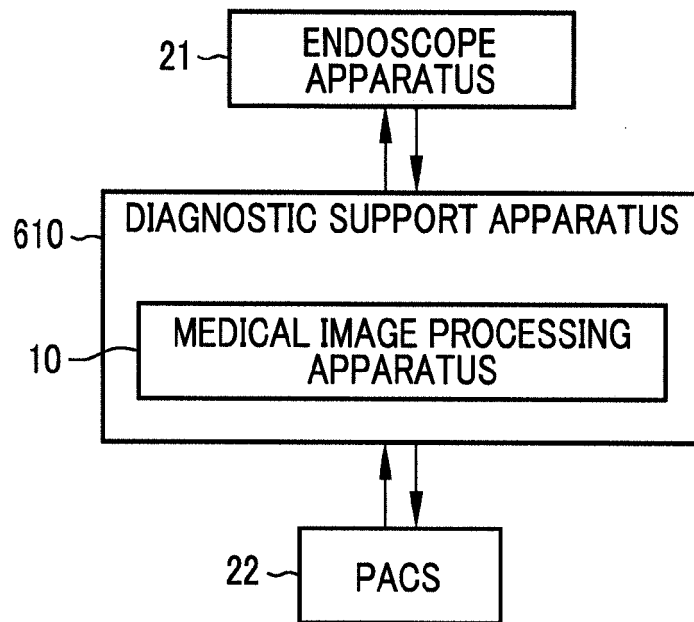 21
ENDOSCOPE
APPARATUS
610
DIAGNOSTIC SUPPORT APPARATUS
10
MEDICAL IMAGE PROCESSING
APPARATUS
22
PACS